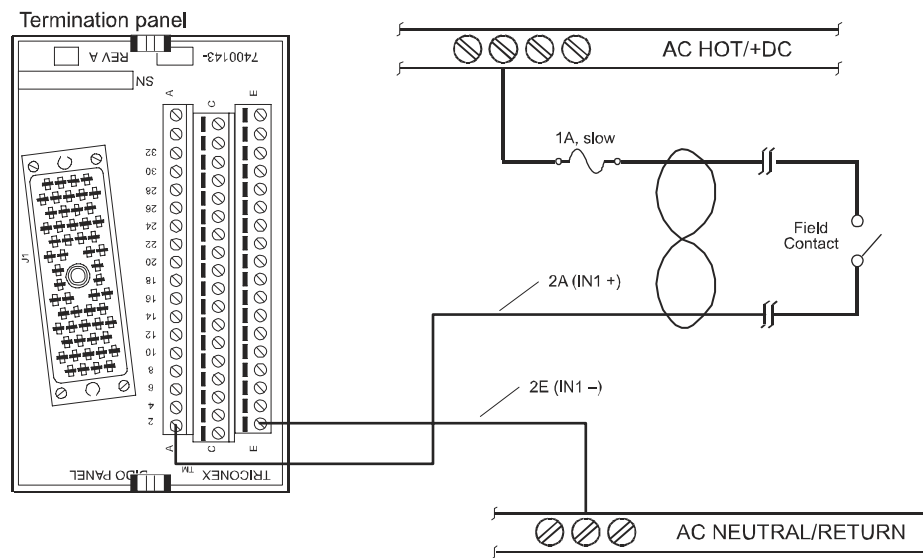 Termination panel
7400143-
REV A
SN
A
C
E
32
30
28
26
24
22
20
18
16
14
12
10
8
6
4
2
A
C
E
J1
DIDO PANEL
TM
TRICONEX
AC HOT/+DC
1A, slow
Field
Contact
2A (IN1 +)
2E (IN1 –)
AC NEUTRAL/RETURN